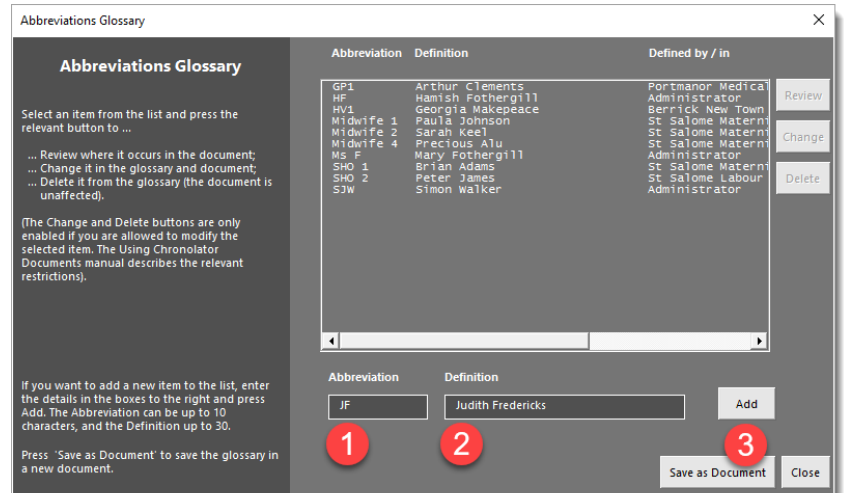 Abbreviations Glossary
Abbreviations Glossary
Select an item from the list and press the
relevant button to ...
... Review where it occurs in the document;
... Change it in the glossary and document;
... Delete it from the glossary (the document is
unaffected).
(The Change and Delete buttons are only
enabled if you are allowed to modify the
selected item. The Using Chronolator
Documents manual describes the relevant
restrictions).
If you want to add a new item to the list, enter
the details in the boxes to the right and press
Add. The Abbreviation can be up to 10
characters, and the Definition up to 30.
Press `Save as Document' to save the glossary in
a new document.
Abbreviation Definition Defined by / in
GP1 Arthur Clements Portmanor Medical
HF Hamish Fothergill Administrator
HV1 Georgia Makepeace Berrick New Town
Midwife 1 Paula Johnson St Salome Materni
Midwife 2 Sarah Keel St Salome Materni
Midwife 4 Precious Alu St Salome Materni
Ms F Mary Fothergill Administrator
SHO 1 Brian Adams St Salome Materni
SHO 2 Peter James St Salome Labour
SJW Simon Walker Administrator
Review
Change
Delete
Abbreviation Definition
JF Judith Fredericks Add
1 2 3
Save as Document Close